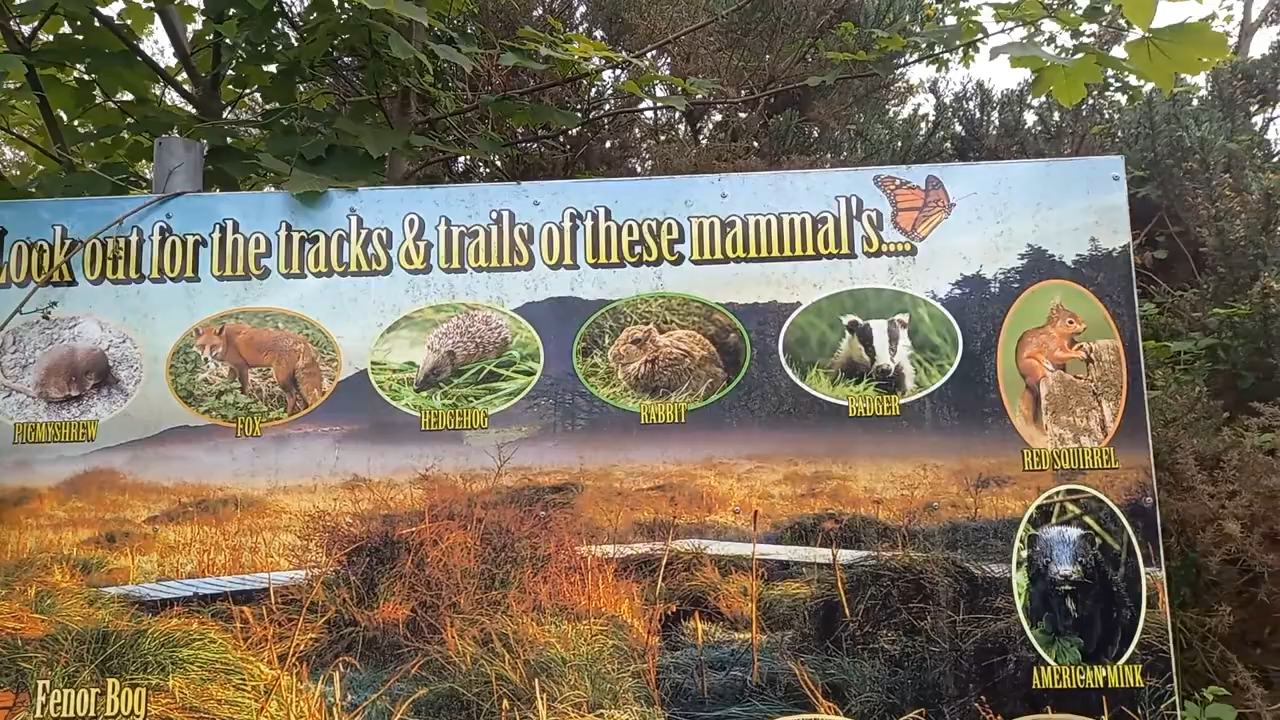 Look out for the tracks & trails of these mammal's....
PIGMYSHREW
FOX
HEDGEHOG
RABBIT
BADGER
RED SQUIRREL
AMERICAN MINK
Fenor Bog